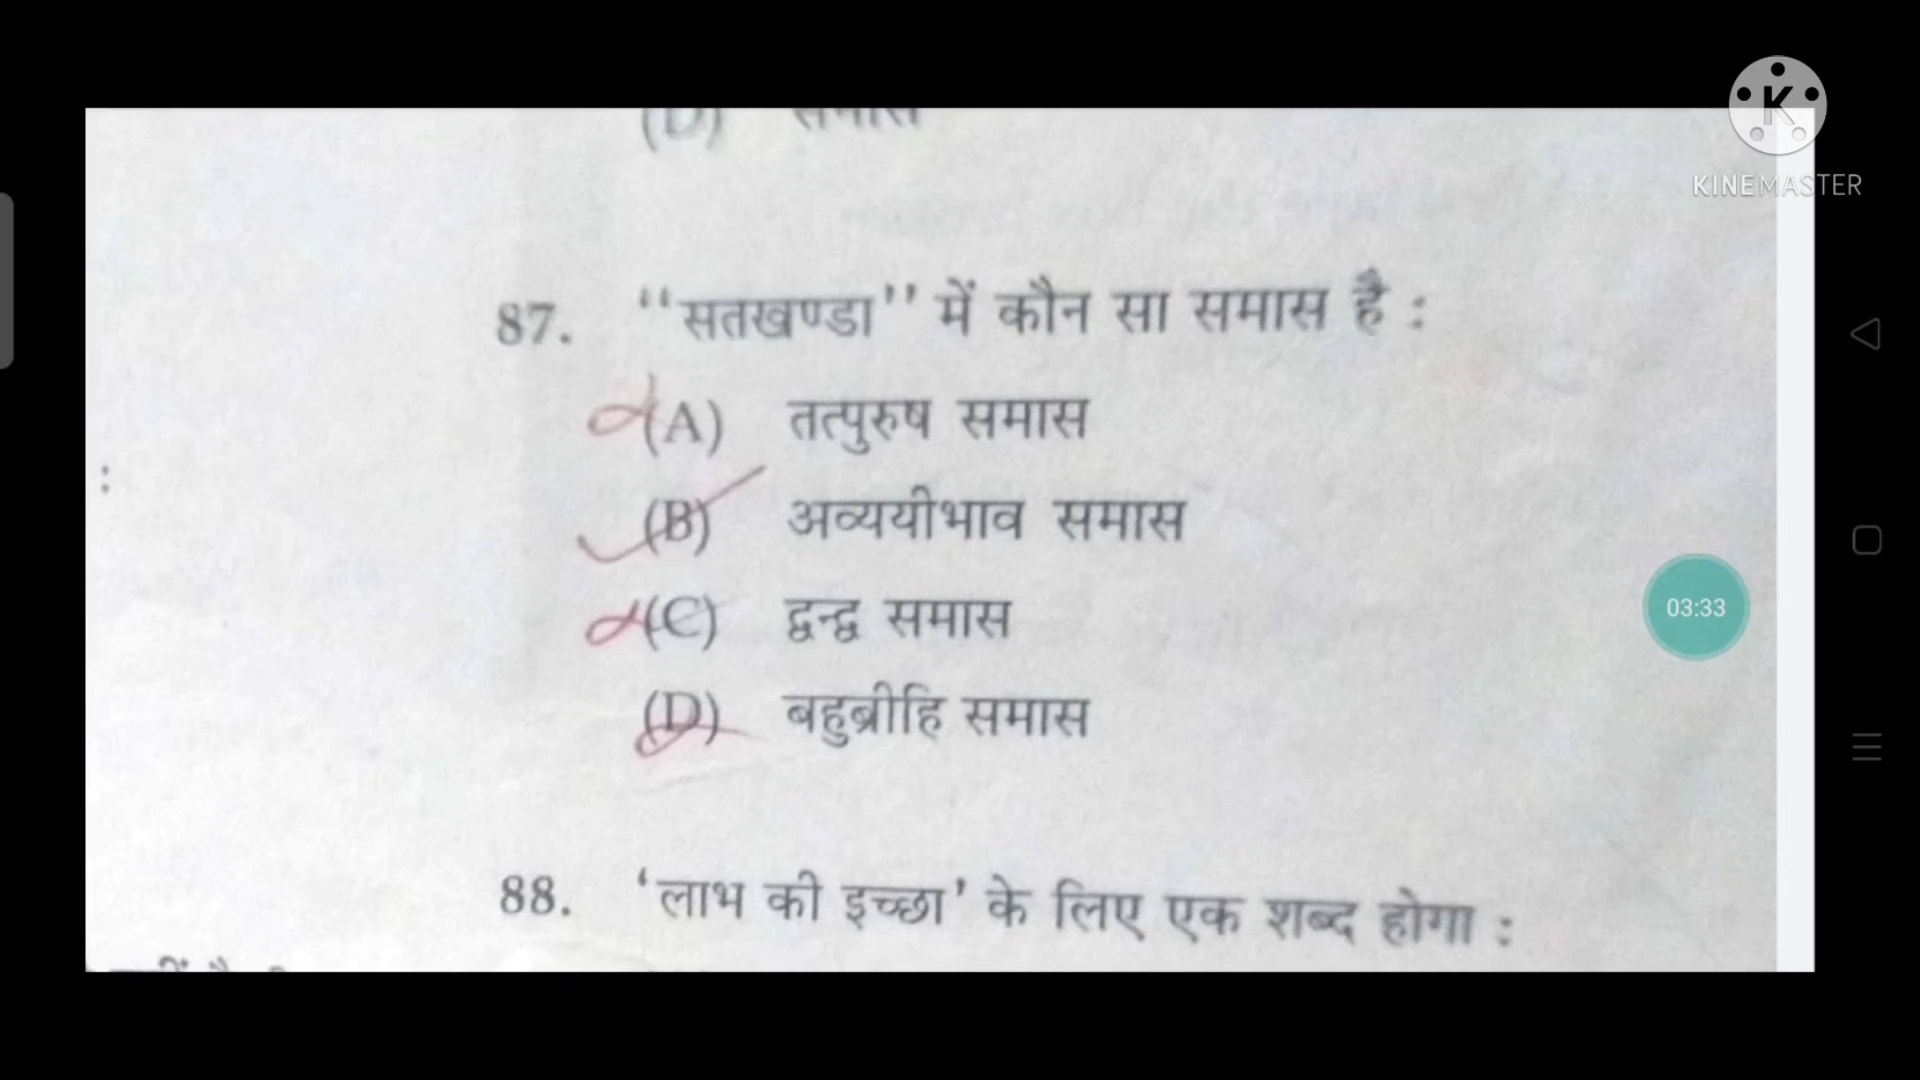 (D) समास
K
KINEMASTER
87. ‘‘सतखण्डा’’ में कौन सा समास है :
(A) तत्पुरुष समास
:
(B) अव्ययीभाव समास
03:33
(C) द्वन्द्व समास
(D) बहुब्रीहि समास
88. ‘लाभ की इच्छा’ के लिए एक शब्द होगा :